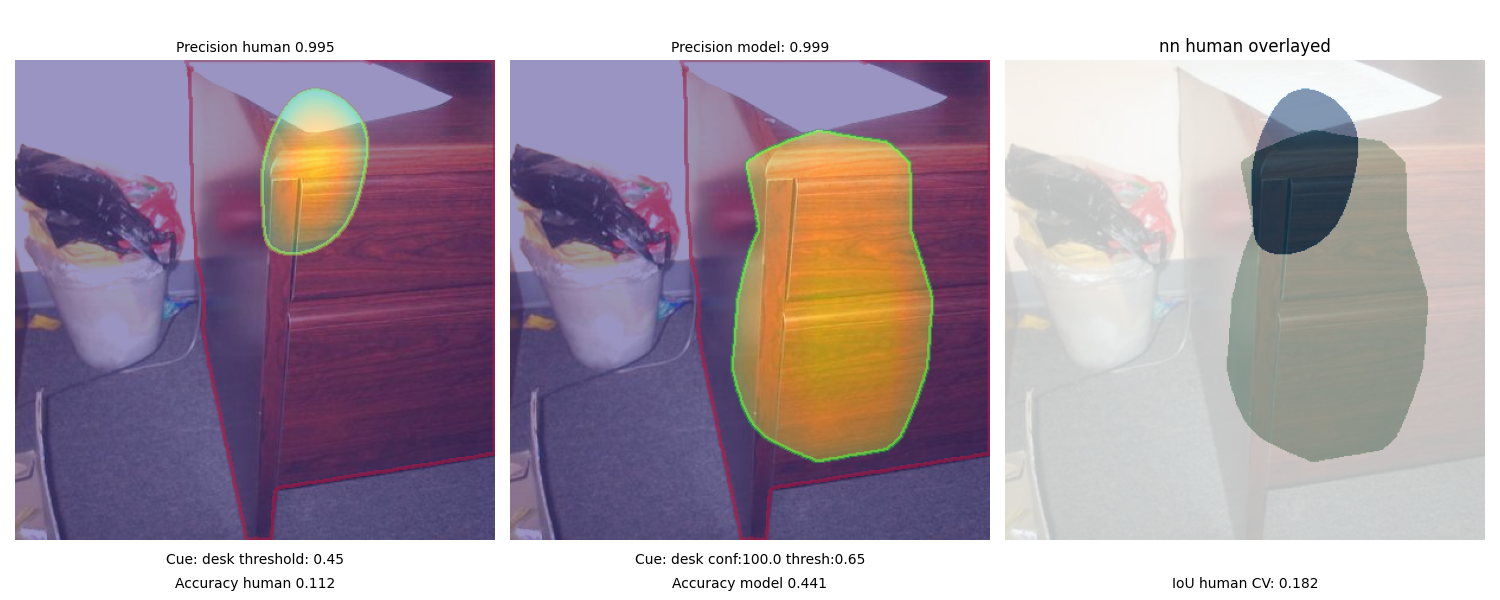 Precision human 0.995
Cue: desk threshold: 0.45
Accuracy human 0.112
Precision model: 0.999
Cue: desk conf:100.0 thresh:0.65
Accuracy model 0.441
nn human overlayed
IoU human CV: 0.182